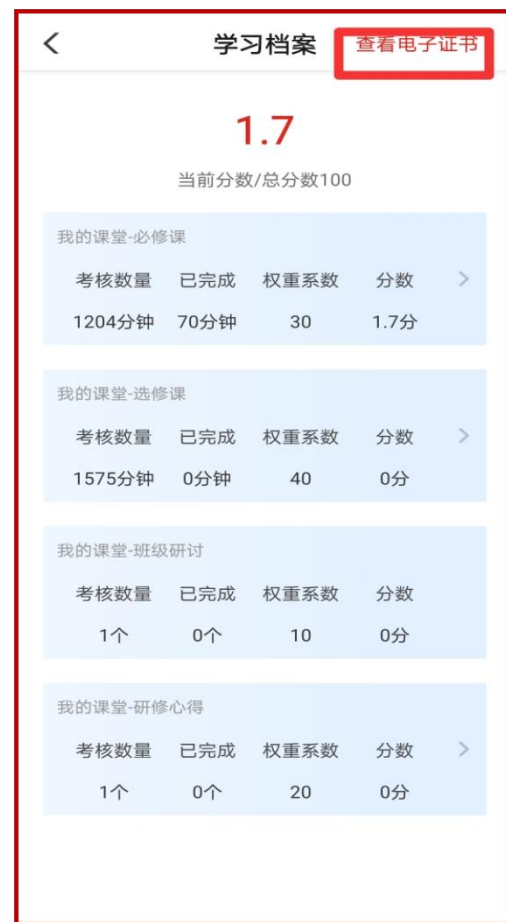 学习档案 查看电子证书
1.7
当前分数/总分数100
我的课堂-必修课
考核数量 已完成 权重系数 分数
1204分钟 70分钟 30 1.7分
我的课堂-选修课
考核数量 已完成 权重系数 分数
1575分钟 0分钟 40 0分
我的课堂-班级研讨
考核数量 已完成 权重系数 分数
1个 0个 10 0分
我的课堂-研修心得
考核数量 已完成 权重系数 分数
1个 0个 20 0分